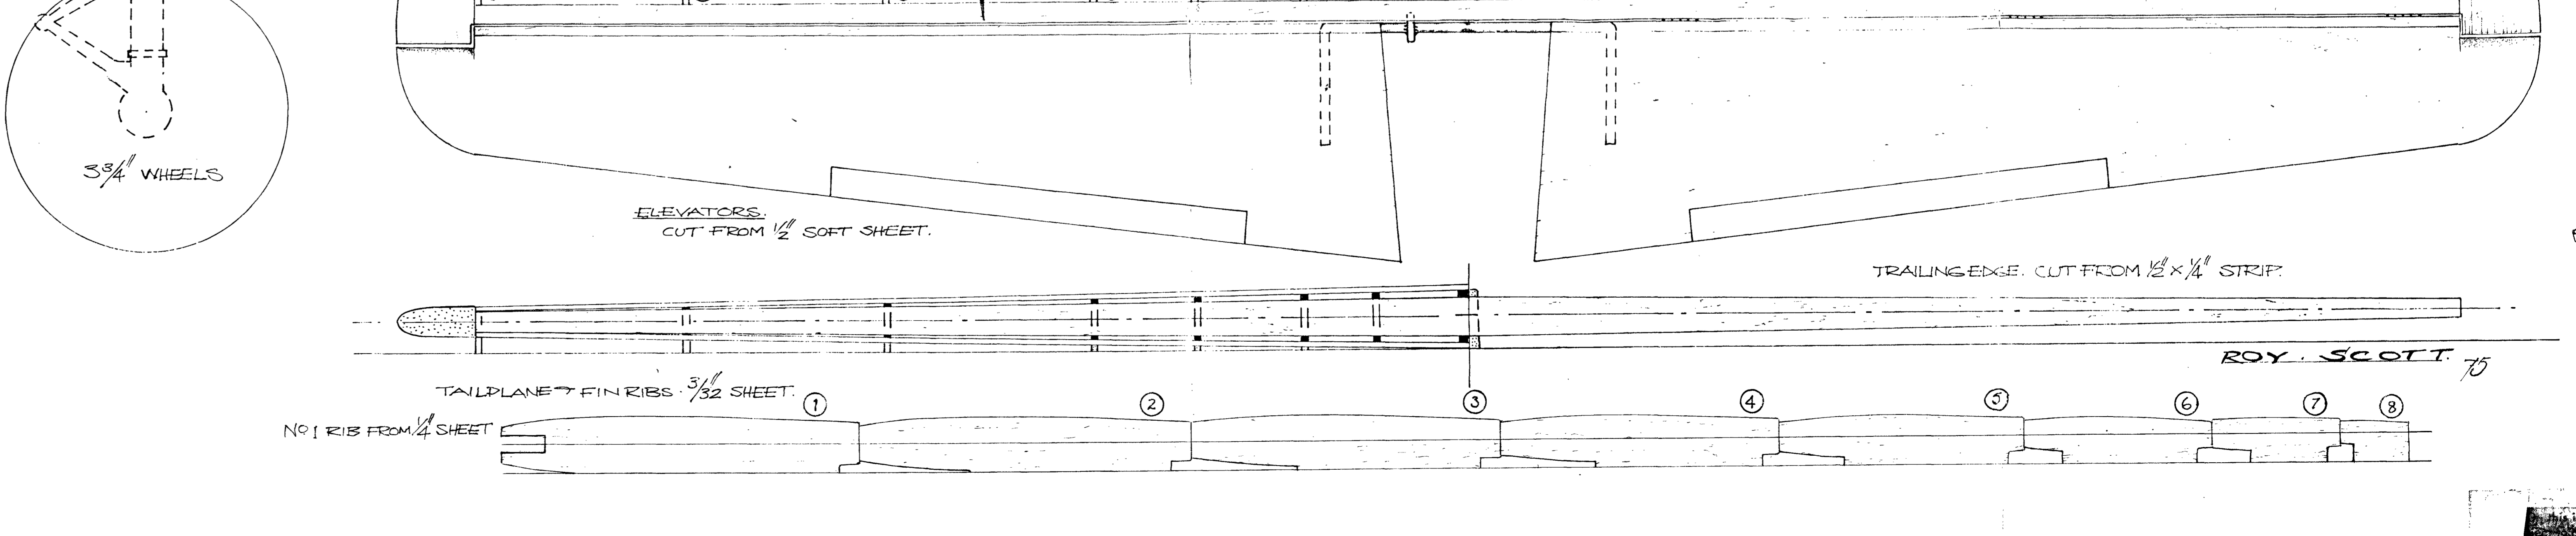 3 3/4" WHEELS
ELEVATORS.
CUT FROM 1/2" SOFT SHEET.
TRAILING EDGE. CUT FROM 1/2" × 1/4" STRIP.
ROY. SCOTT. 75
TAILPLANE & FIN RIBS. 3/32" SHEET.
Nº 1 RIB FROM 1/4" SHEET
1 2 3 4 5 6 7 8